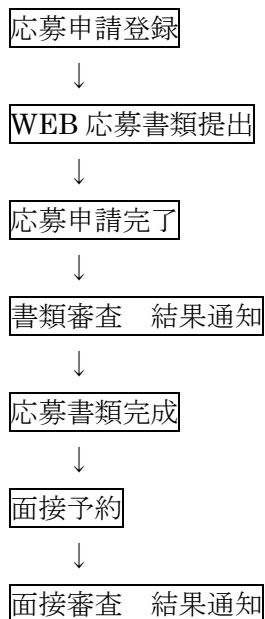 応募申請登録
↓
WEB 応募書類提出
↓
応募申請完了
↓
書類審査　結果通知
↓
応募書類完成
↓
面接予約
↓
面接審査　結果通知